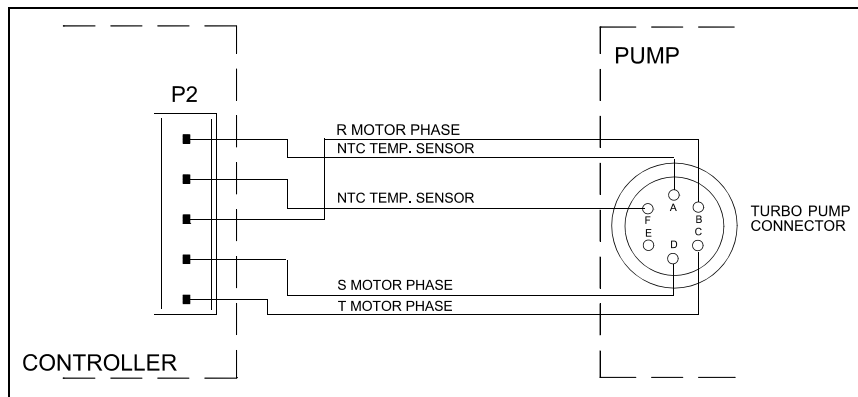 PUMP
P2
R MOTOR PHASE
NTC TEMP. SENSOR
NTC TEMP. SENSOR
A
F
B
TURBO PUMP
CONNECTOR
E
D
C
S MOTOR PHASE
T MOTOR PHASE
CONTROLLER